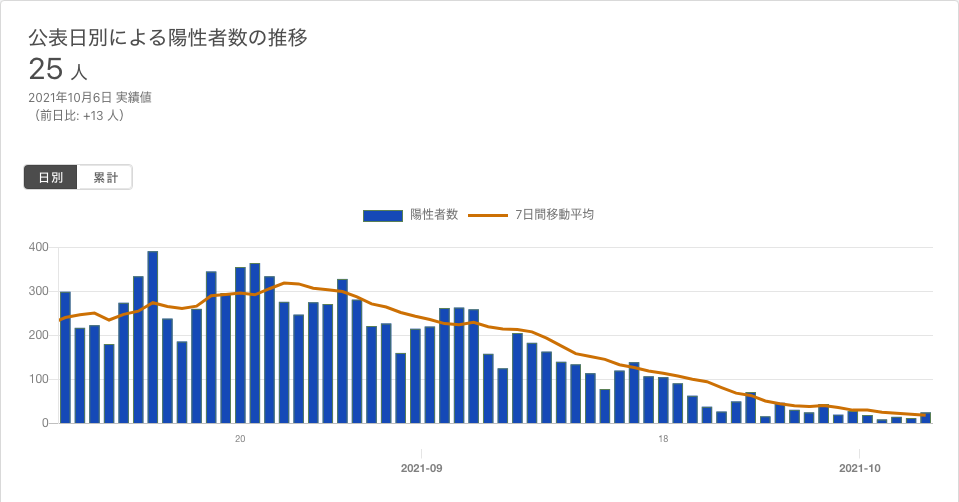 公表日別による陽性者数の推移
25 人
2021年10月6日 実績値
（前日比: +13 人）
日別 累計
陽性者数 7日間移動平均
400
300
200
100
0
20 18
2021-09 2021-10